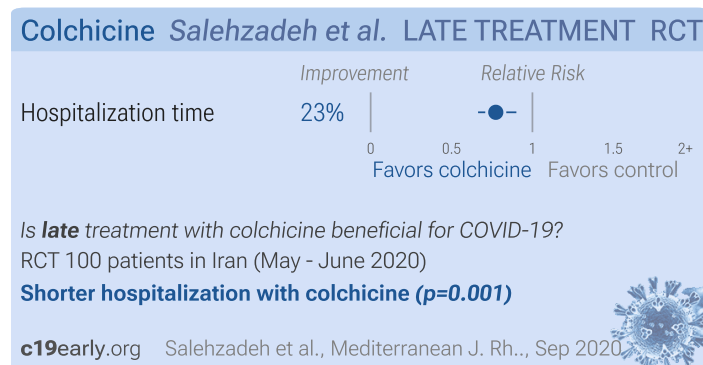 Colchicine Salehzadeh et al. LATE TREATMENT RCT
Improvement Relative Risk
Hospitalization time 23%
0 0.5 1 1.5 2+
Favors colchicine Favors control
Is late treatment with colchicine beneficial for COVID-19?
RCT 100 patients in Iran (May - June 2020)
Shorter hospitalization with colchicine (p=0.001)
c19early.org Salehzadeh et al., Mediterranean J. Rh.., Sep 2020